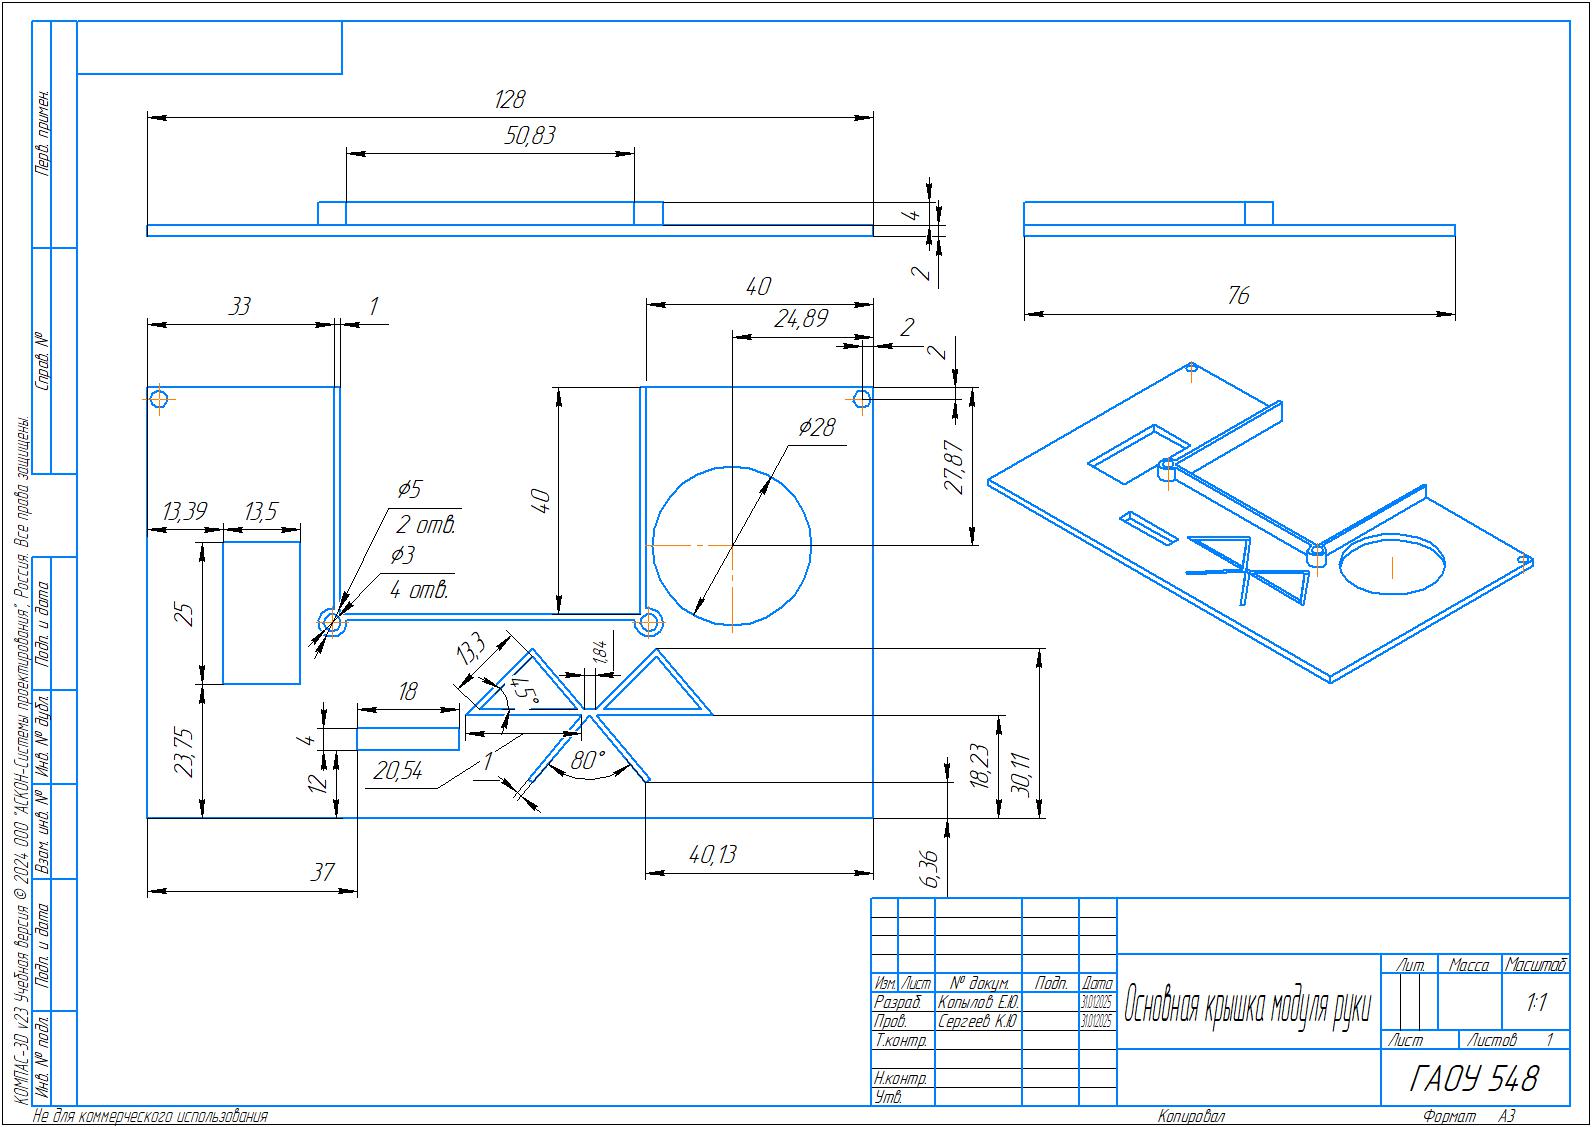 Перв. примен.
Справ. №
Подп. и дата
Инв. № дубл.
Взам. инв. №
Подп. и дата
Инв. № подл.
КОМПАС-3D v23 Учебная версия © 2024 ООО "АСКОН-Системы проектирования", Россия. Все права защищены.
128
50,83
4
2
76
33
1
40
24,89
2
2
⌀28
27,87
40
13,39
13,5
⌀5
2 отв.
⌀3
4 отв.
25
23,75
13,3
45°
1,84
18
4
12
20,54
1
80°
18,23
30,11
37
40,13
6,36
Изм. Лист № докум. Подп. Дата
Разраб. Копылов Е.Ю. 31.01.2025
Пров. Сергеев К.Ю 31.01.2025
Т.контр.
Н.контр.
Утв.
Основная крышка модуля руки
Лит. Масса Масштаб
1:1
Лист Листов 1
ГАОУ 548
Не для коммерческого использования
Копировал
Формат А3